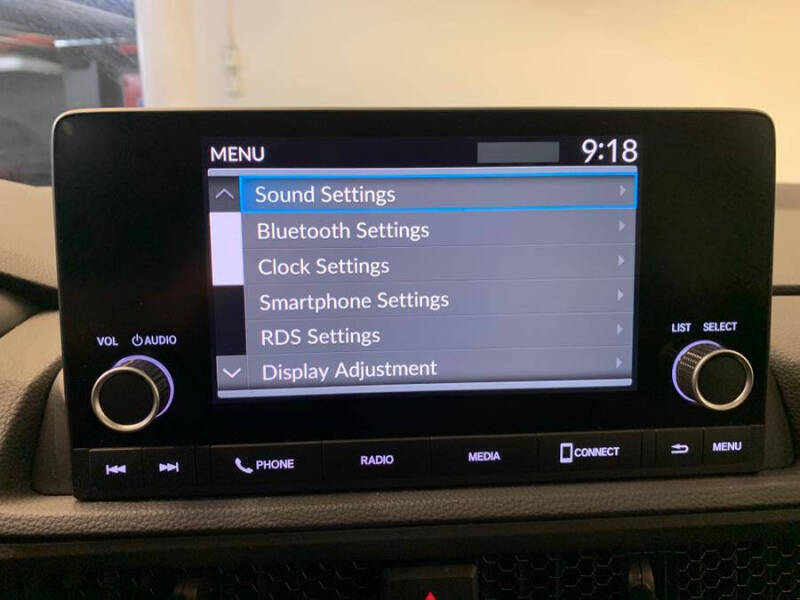 MENU 9:18
Sound Settings
Bluetooth Settings
Clock Settings
Smartphone Settings
RDS Settings
Display Adjustment
VOL AUDIO
LIST SELECT
PHONE RADIO MEDIA CONNECT MENU